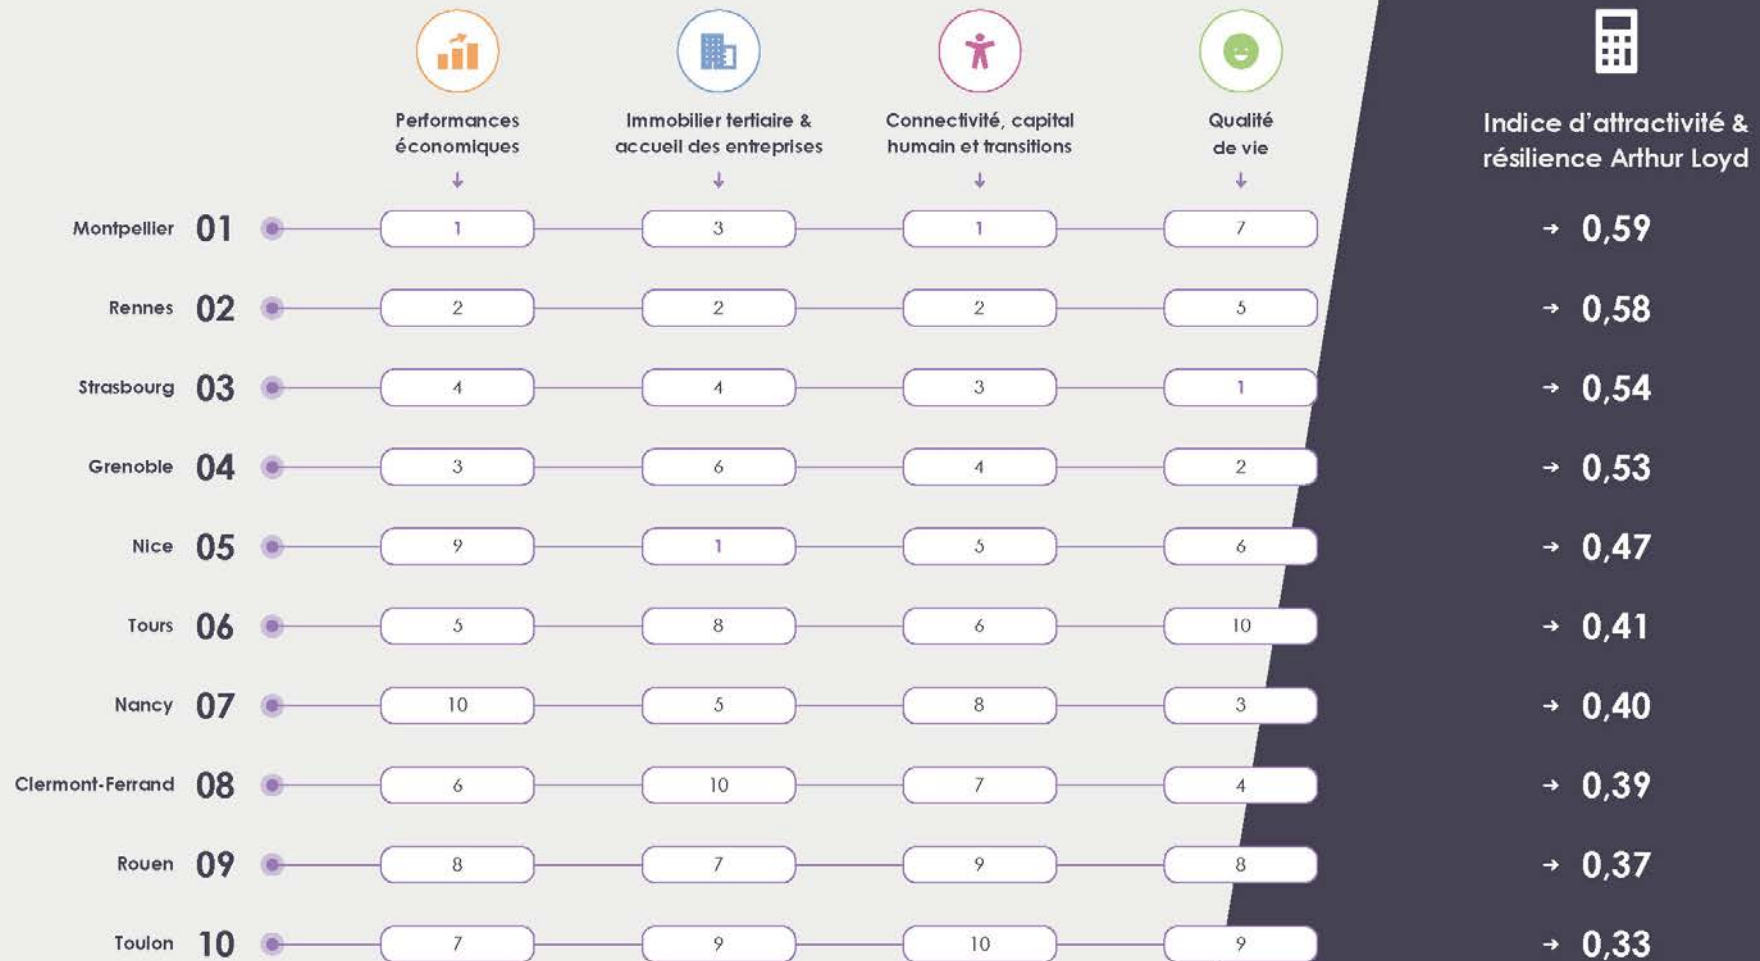 Performances
économiques
Immobilier tertiaire &
accueil des entreprises
Connectivité, capital
humain et transitions
Qualité
de vie
Indice d'attractivité &
résilience Arthur Loyd
Montpellier 01 1 3 1 7 → 0,59
Rennes 02 2 2 2 5 → 0,58
Strasbourg 03 4 4 3 1 → 0,54
Grenoble 04 3 6 4 2 → 0,53
Nice 05 9 1 5 6 → 0,47
Tours 06 5 8 6 10 → 0,41
Nancy 07 10 5 8 3 → 0,40
Clermont-Ferrand 08 6 10 7 4 → 0,39
Rouen 09 8 7 9 8 → 0,37
Toulon 10 7 9 10 9 → 0,33